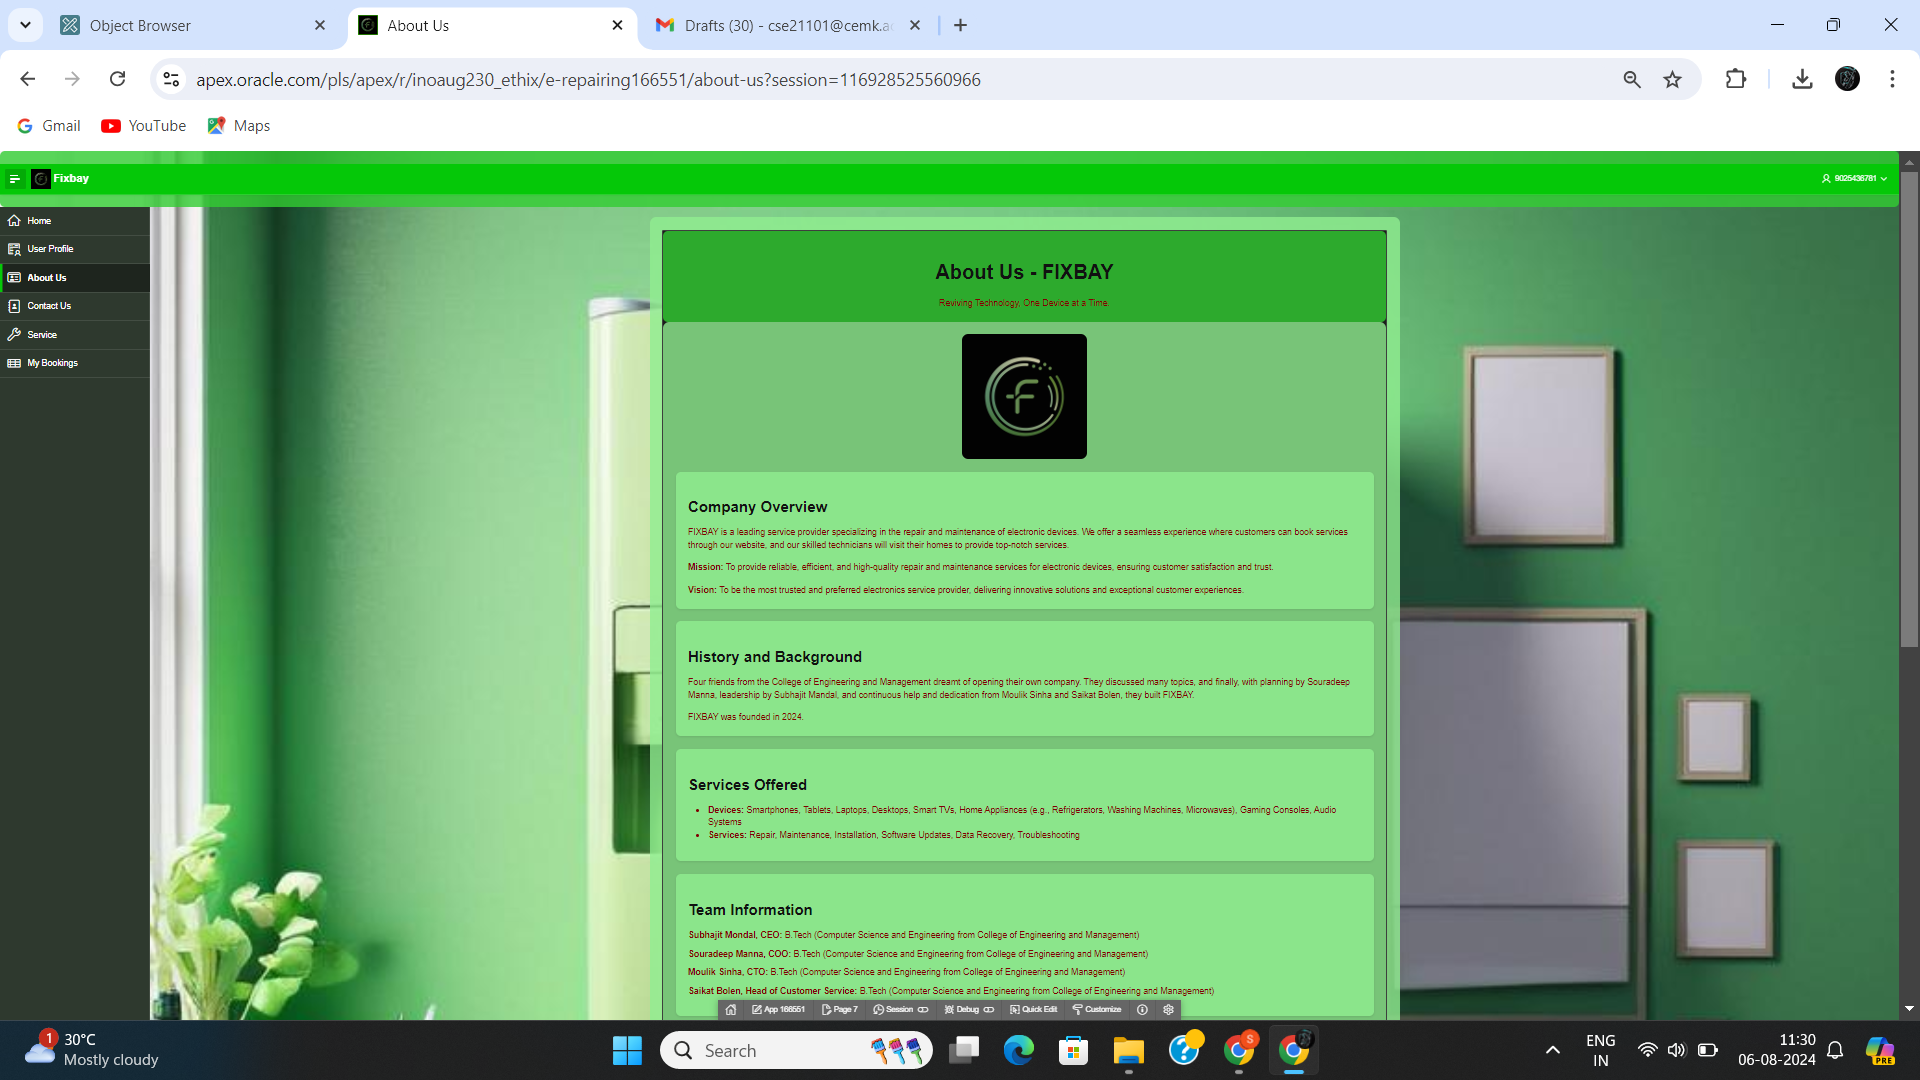 Object Browser
About Us
Drafts (30) - cse21101@cemk.a
apex.oracle.com/pls/apex/r/inoaug230_ethix/e-repairing166551/about-us?session=116928525560966
Gmail
YouTube
Maps
Fixbay
9025436781
Home
User Profile
About Us
Contact Us
Service
My Bookings
About Us - FIXBAY
Reviving Technology, One Device at a Time.
F
Company Overview
FIXBAY is a leading service provider specializing in the repair and maintenance of electronic devices. We offer a seamless experience where customers can book services
through our website, and our skilled technicians will visit their homes to provide top-notch services.
Mission: To provide reliable, efficient, and high-quality repair and maintenance services for electronic devices, ensuring customer satisfaction and trust.
Vision: To be the most trusted and preferred electronics service provider, delivering innovative solutions and exceptional customer experiences.
History and Background
Four friends from the College of Engineering and Management dreamt of opening their own company. They discussed many topics, and finally, with planning by Souradeep
Manna, leadership by Subhajit Mandal, and continuous help and dedication from Moulik Sinha and Saikat Bolen, they built FIXBAY.
FIXBAY was founded in 2024.
Services Offered
• Devices: Smartphones, Tablets, Laptops, Desktops, Smart TVs, Home Appliances (e.g., Refrigerators, Washing Machines, Microwaves), Gaming Consoles, Audio
Systems
• Services: Repair, Maintenance, Installation, Software Updates, Data Recovery, Troubleshooting
Team Information
Subhajit Mondal, CEO: B.Tech (Computer Science and Engineering from College of Engineering and Management)
Souradeep Manna, COO: B.Tech (Computer Science and Engineering from College of Engineering and Management)
Moulik Sinha, CTO: B.Tech (Computer Science and Engineering from College of Engineering and Management)
Saikat Bolen, Head of Customer Service: B.Tech (Computer Science and Engineering from College of Engineering and Management)
App 166551
Page 7
Session
Debug
Quick Edit
Customize
1
30°C
Mostly cloudy
Search
S
PRE
ENG
IN
11:30
06-08-2024